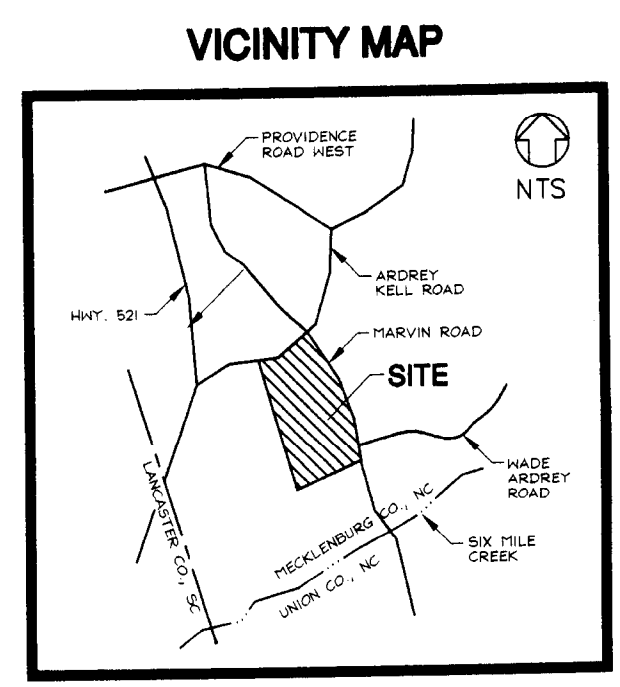 VICINITY MAP
PROVIDENCE
ROAD WEST
NTS
ARDREY
KELL ROAD
HWY. 521
MARVIN ROAD
SITE
WADE
ARDREY
ROAD
LANCASTER CO., SC
MECKLENBURG CO., NC
UNION CO., NC
SIX MILE
CREEK